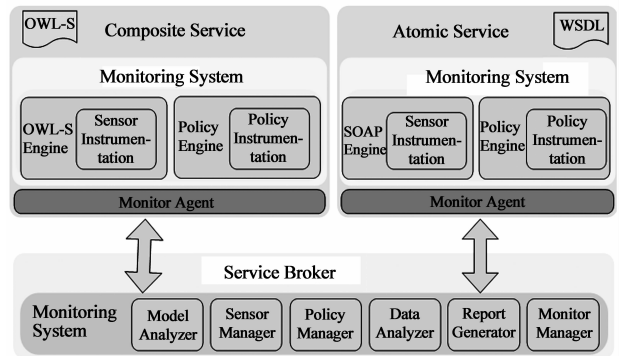 OWL-S
Composite Service
Monitoring System
OWL-S
Engine
Sensor
Instrumen-
tation
Policy
Engine
Policy
Instrumen-
tation
Monitor Agent
Atomic Service
WSDL
Monitoring System
SOAP
Engine
Sensor
Instrumen-
tation
Policy
Engine
Policy
Instrumen-
tation
Monitor Agent
Service Broker
Monitoring
System
Model
Analyzer
Sensor
Manager
Policy
Manager
Data
Analyzer
Report
Generator
Monitor
Manager